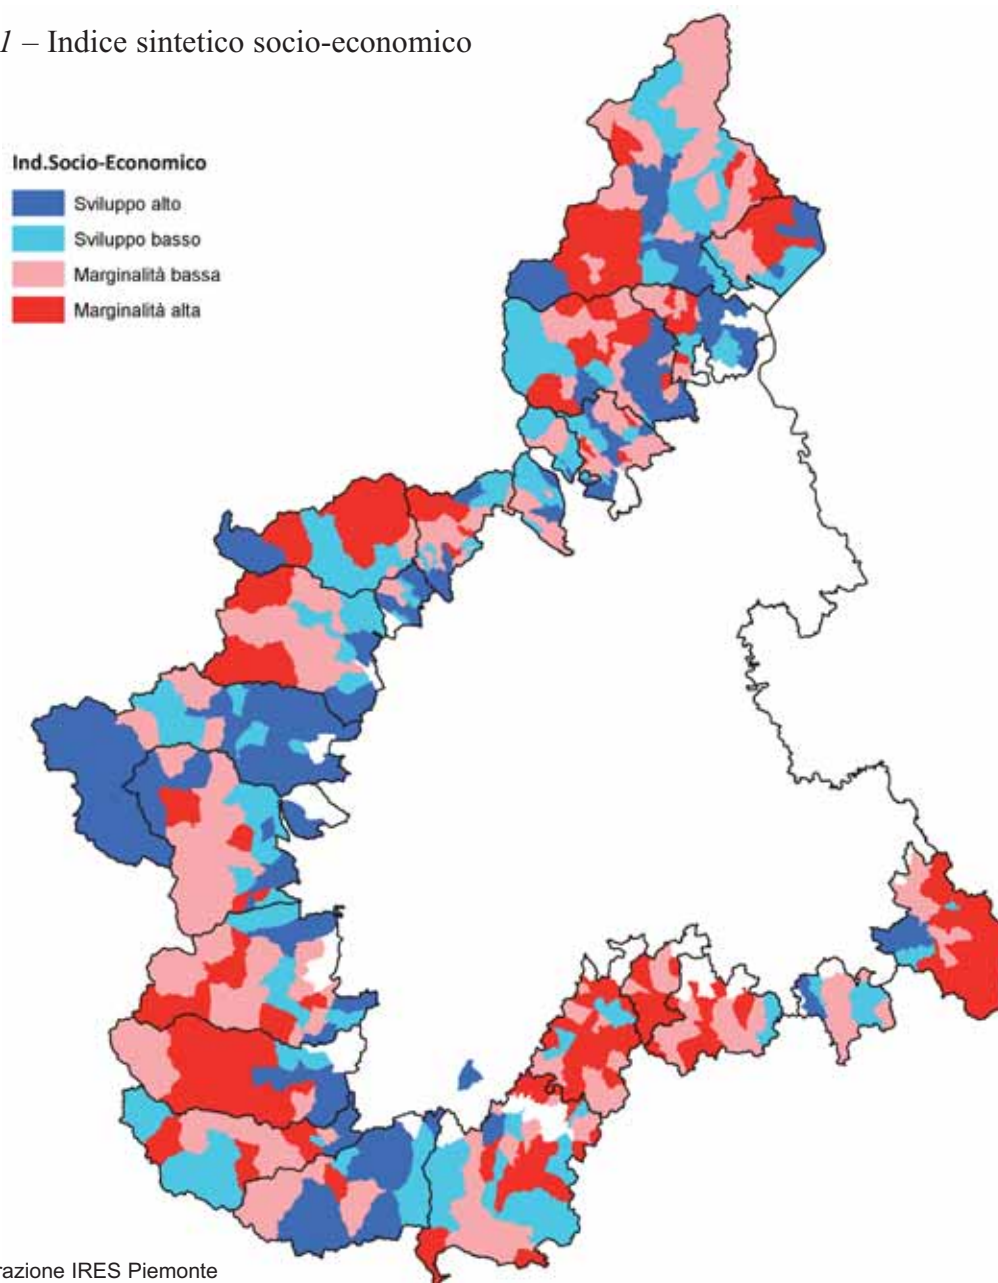 1 – Indice sintetico socio-economico
Ind.Socio-Economico
Sviluppo alto
Sviluppo basso
Marginalità bassa
Marginalità alta
razione IRES Piemonte